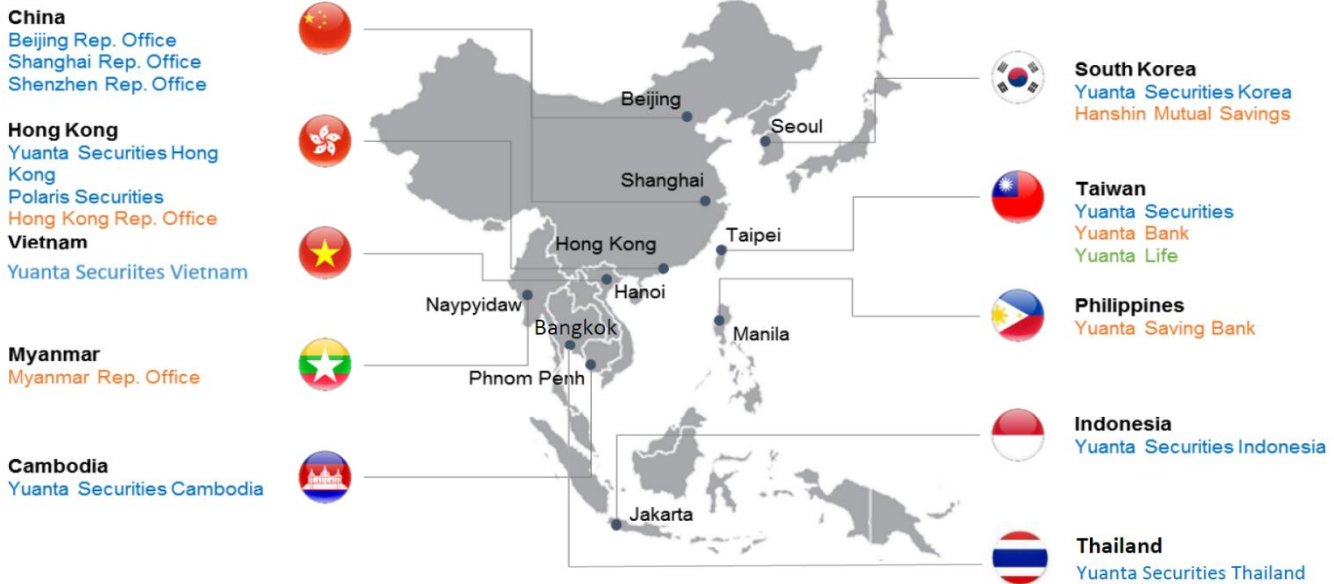 China
Beijing Rep. Office
Shanghai Rep. Office
Shenzhen Rep. Office
Hong Kong
Yuanta Securities Hong
Kong
Polaris Securities
Hong Kong Rep. Office
Vietnam
Yuanta Securiites Vietnam
Myanmar
Myanmar Rep. Office
Cambodia
Yuanta Securities Cambodia
Beijing
Seoul
Shanghai
Hong Kong
Taipei
Hanoi
Naypyidaw
Bangkok
Manila
Phnom Penh
Jakarta
South Korea
Yuanta Securities Korea
Hanshin Mutual Savings
Taiwan
Yuanta Securities
Yuanta Bank
Yuanta Life
Philippines
Yuanta Saving Bank
Indonesia
Yuanta Securities Indonesia
Thailand
Yuanta Securities Thailand